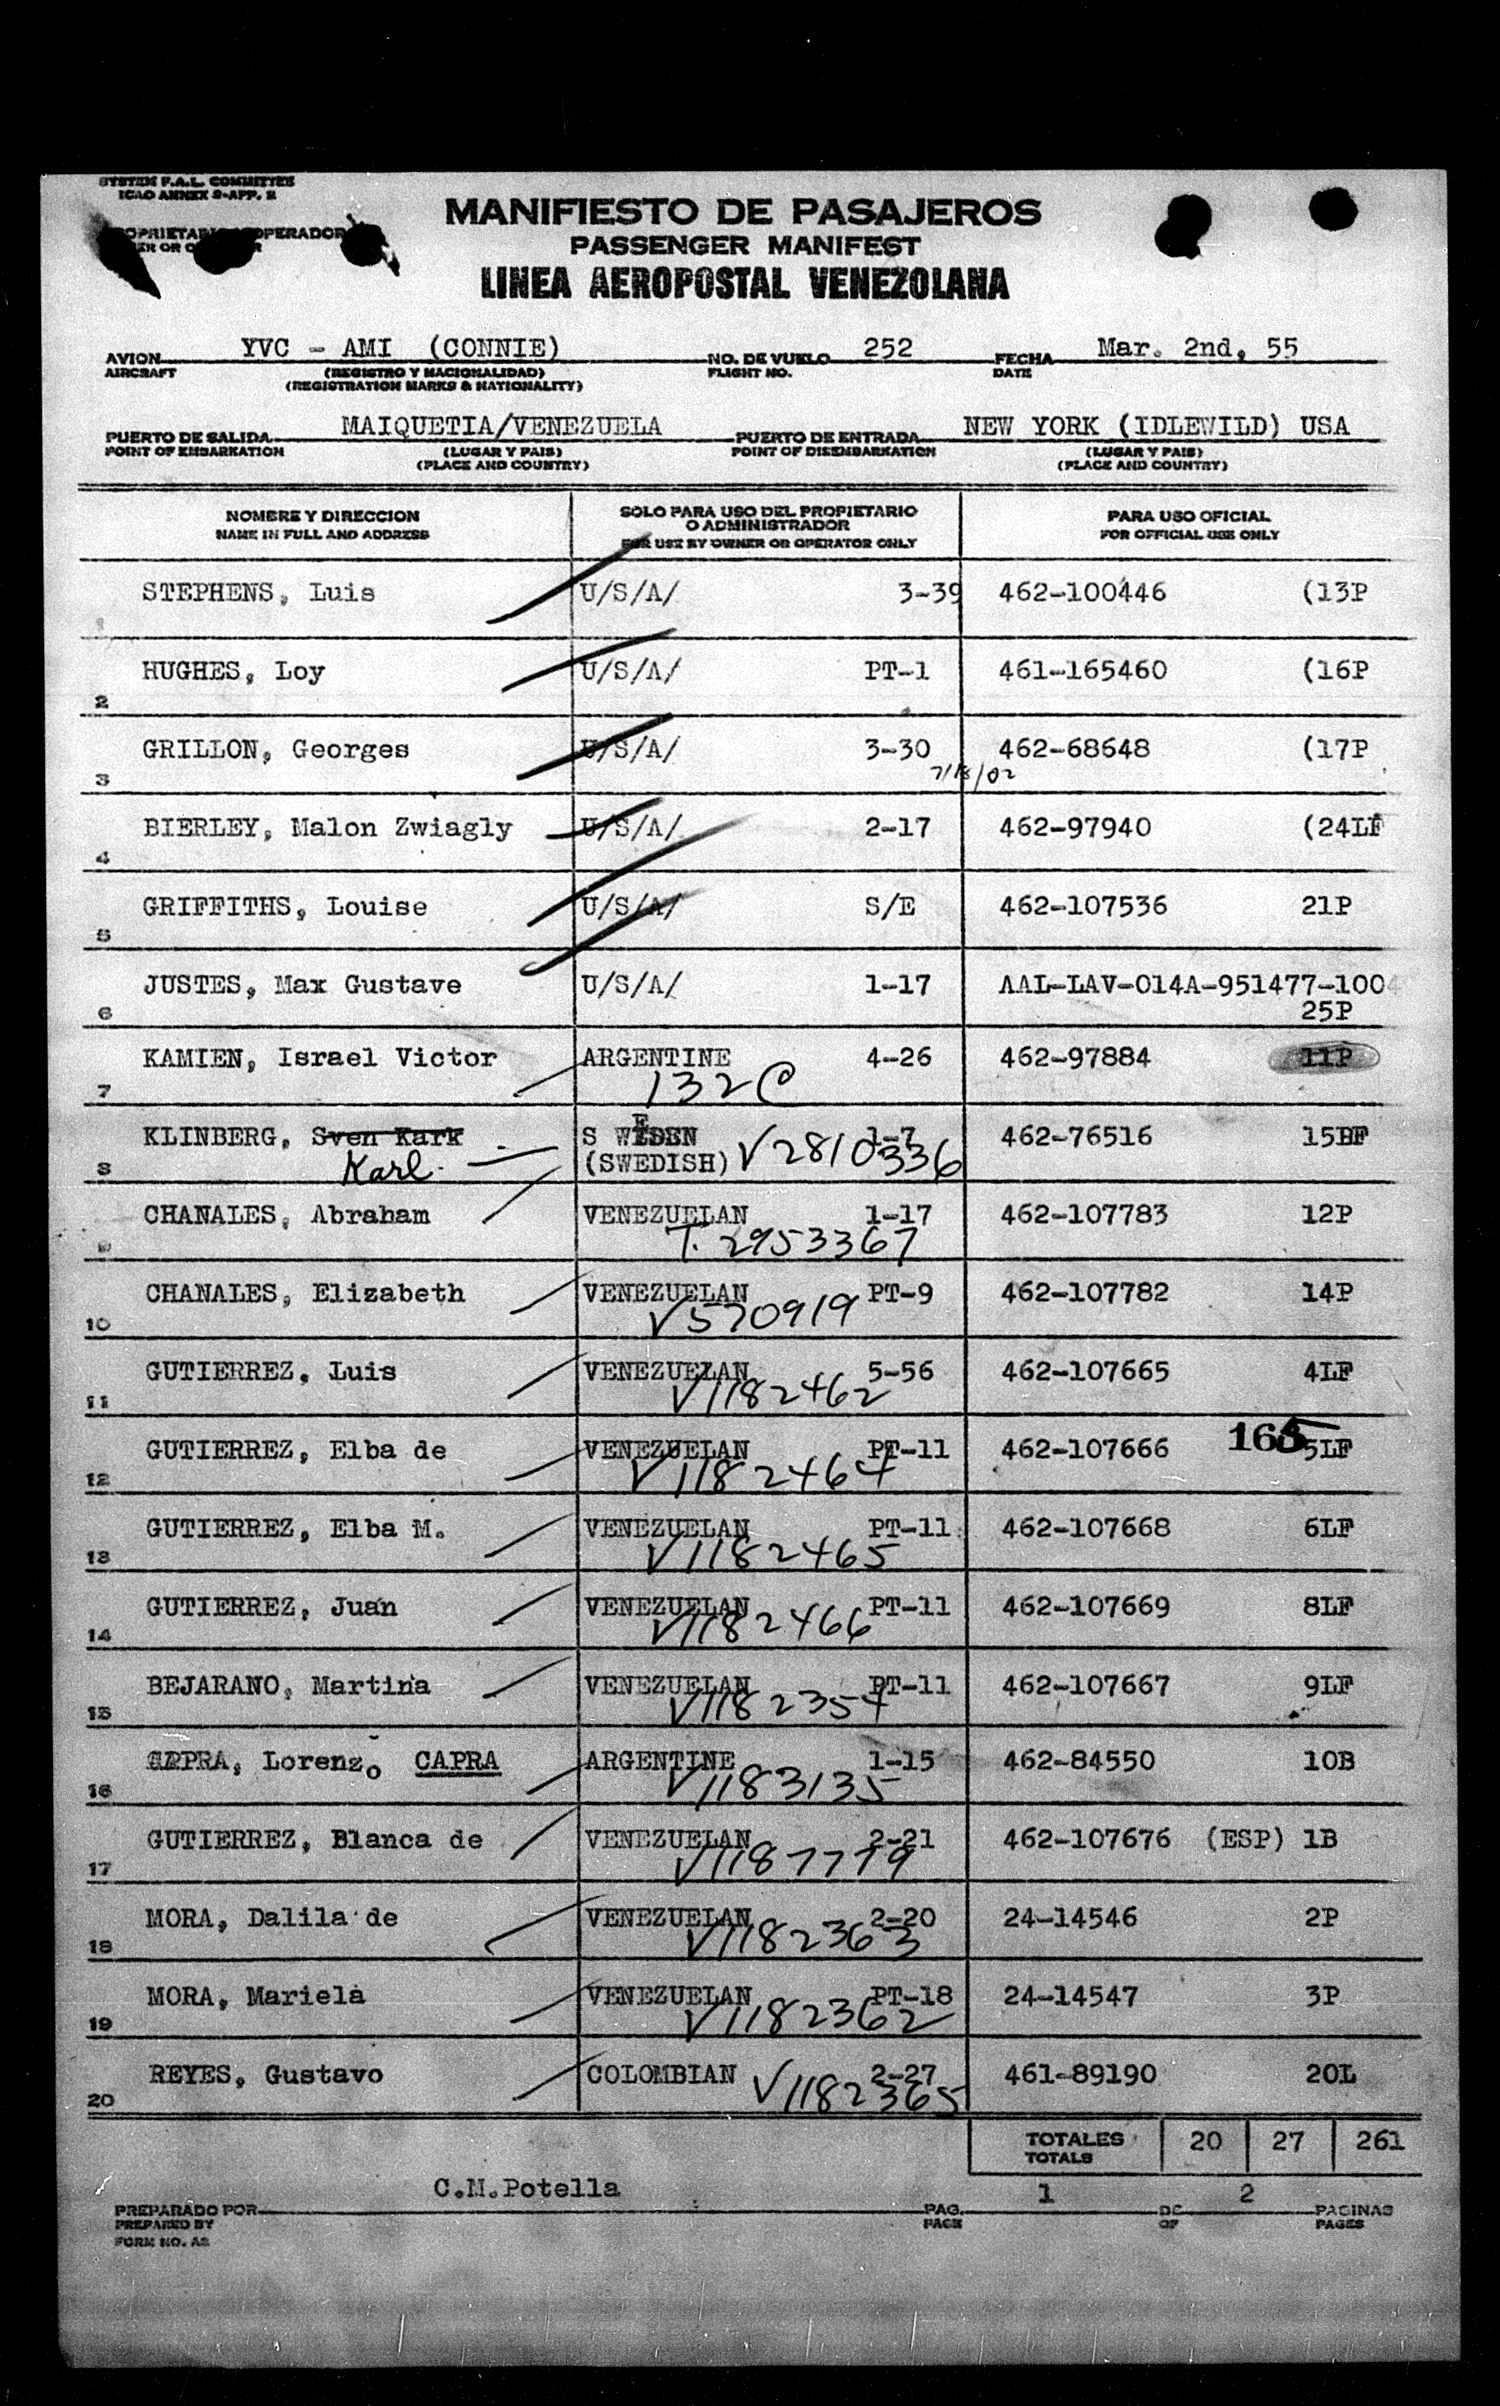 SYSTEM F.A.L. COMMITTEE
ICAO ANNEX 9-APP. 2
MANIFIESTO DE PASAJEROS
PASSENGER MANIFEST
LINEA AEROPOSTAL VENEZOLANA
AVION YVC - AMI (CONNIE) NO. DE VUELO 252 FECHA Mar. 2nd, 55
AIRCRAFT (REGISTRO Y NACIONALIDAD) FLIGHT NO. DATE
(REGISTRATION MARKS & NATIONALITY)
PUERTO DE SALIDA MAIQUETIA/VENEZUELA PUERTO DE ENTRADA NEW YORK (IDLEWILD) USA
POINT OF EMBARKATION (LUGAR Y PAIS) POINT OF DISEMBARKATION (LUGAR Y PAIS)
(PLACE AND COUNTRY) (PLACE AND COUNTRY)
NOMBRE Y DIRECCION SOLO PARA USO DEL PROPIETARIO PARA USO OFICIAL
O ADMINISTRADOR
NAME IN FULL AND ADDRESS FOR USE BY OWNER OR OPERATOR ONLY FOR OFFICIAL USE ONLY
STEPHENS, Luis U/S/A/ 3-39 462-100446 (13P
HUGHES, Loy U/S/A/ PT-1 461-165460 (16P
2
GRILLON, Georges U/S/A/ 3-30 462-68648 (17P
3
BIERLEY, Malon Zwiagly U/S/A/ 2-17 462-97940 (24LF
4
GRIFFITHS, Louise U/S/A/ S/E 462-107536 21P
5
JUSTES, Max Gustave U/S/A/ 1-17 AAL-LAV-014A-951477-1004
6 25P
KAMIEN, Israel Victor ARGENTINE 4-26 462-97884 11P
7 132C
KLINBERG, Sven Kark S WEDEN 1-7 462-76516 15BF
8 Karl (SWEDISH) V2810336
CHANALES, Abraham VENEZUELAN 1-17 462-107783 12P
T. 2953367
CHANALES, Elizabeth VENEZUELAN PT-9 462-107782 14P
10 V570919
GUTIERREZ, Luis VENEZUELAN 5-56 462-107665 4LF
11 V1182462
GUTIERREZ, Elba de VENEZUELAN PT-11 462-107666 5LF
12 V1182464
GUTIERREZ, Elba M. VENEZUELAN PT-11 462-107668 6LF
13 V1182465
GUTIERREZ, Juan VENEZUELAN PT-11 462-107669 8LF
14 V1182466
BEJARANO, Martina VENEZUELAN PT-11 462-107667 9LF
15 V1182354
Lorenzo CAPRA ARGENTINE 1-15 462-84550 10B
16 V1183135
GUTIERREZ, Blanca de VENEZUELAN 2-21 462-107676 (ESP) 1B
17
MORA, Dalila de VENEZUELAN 2-20 24-14546 2P
18 V1182363
MORA, Mariela VENEZUELAN PT-18 24-14547 3P
19 V1182362
REYES, Gustavo COLOMBIAN 2-27 461-89190 20L
20 V1182365
TOTALES 20 27 261
TOTALS
C.M.Potella 1 2
PREPARADO POR PAG. DE PAGINAS
PREPARED BY PAGE OF PAGES
FORM NO. A2